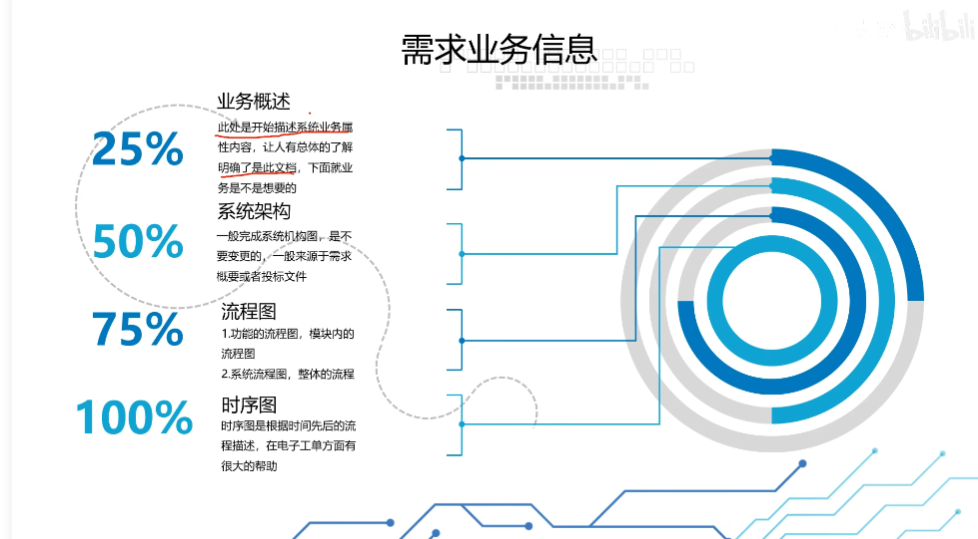 需求业务信息
bilibili
25%
业务概述
此处是开始描述系统业务属
性内容，让人有总体的了解
明确了是此文档，下面就业
务是不是想要的
50%
系统架构
一般完成系统机构图，是不
要变更的，一般来源于需求
概要或者投标文件
75%
流程图
1.功能的流程图，模块内的
流程图
2.系统流程图，整体的流程
100%
时序图
时序图是根据时间先后的流
程描述，在电子工单方面有
很大的帮助